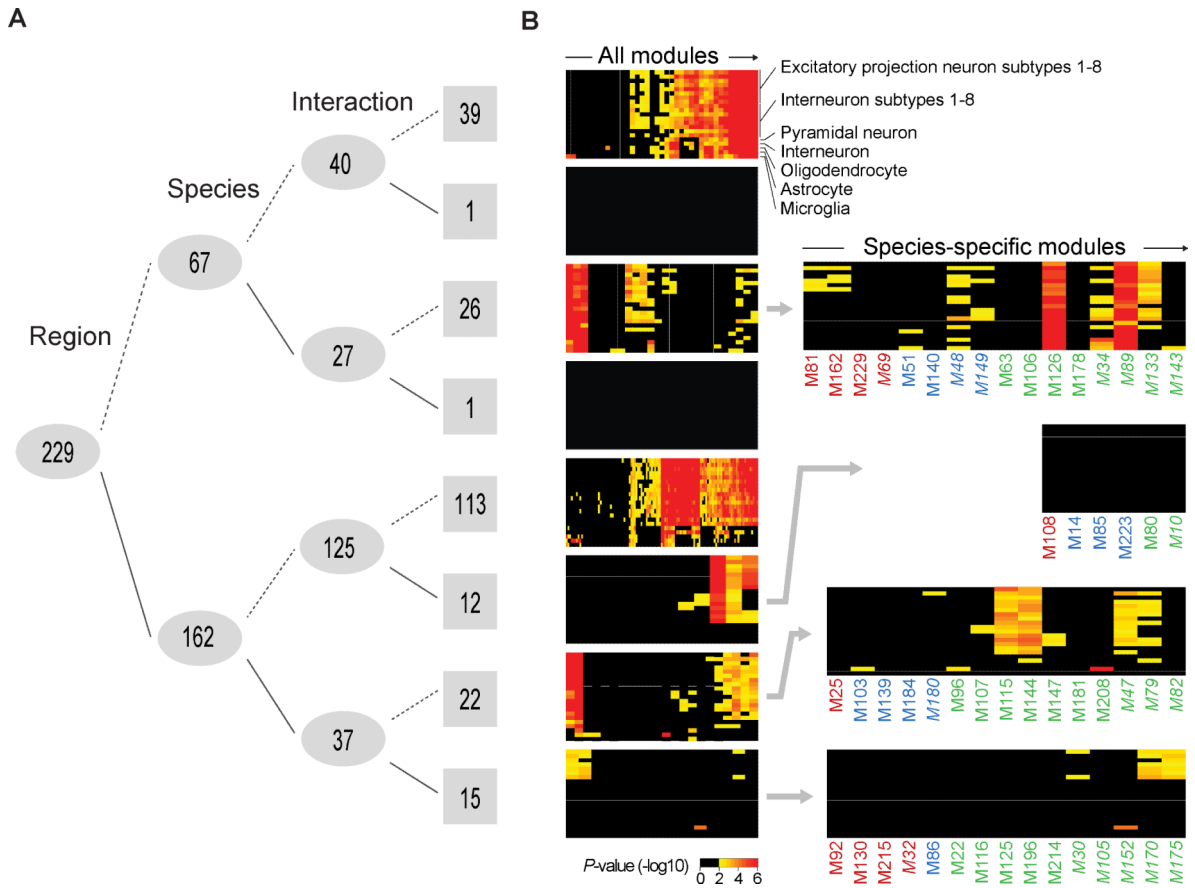 A
B
Region
Species
Interaction
229
67
162
40
27
125
37
39
1
26
1
113
12
22
15
All modules
Excitatory projection neuron subtypes 1-8
Interneuron subtypes 1-8
Pyramidal neuron
Interneuron
Oligodendrocyte
Astrocyte
Microglia
Species-specific modules
M81 M162 M229 M69 M51 M140 M48 M149 M63 M106 M126 M178 M34 M89 M133 M143
M108 M14 M85 M223 M80 M10
M25 M103 M139 M184 M180 M96 M107 M115 M144 M147 M181 M208 M47 M79 M82
M92 M130 M215 M32 M86 M22 M116 M125 M196 M214 M30 M105 M152 M170 M175
P-value (-log10)
0 2 4 6